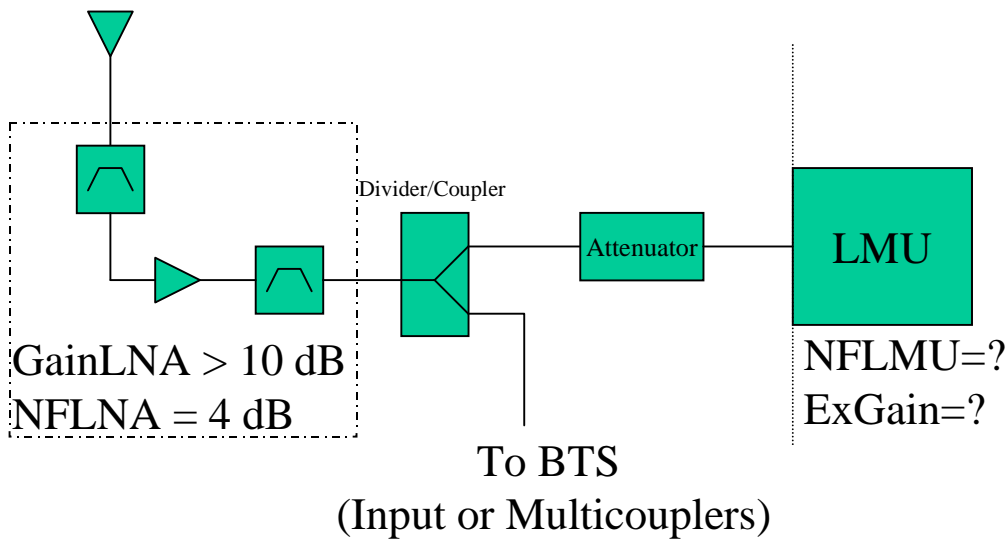 Divider/Coupler
Attenuator
LMU
GainLNA > 10 dB
NFLNA = 4 dB
NFLMU=?
ExGain=?
To BTS
(Input or Multicouplers)